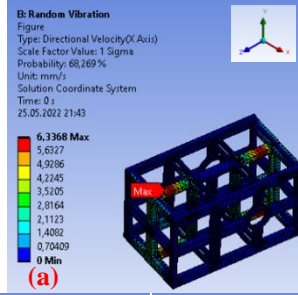 B: Random Vibration
Figure
Type: Directional Velocity(X Axis)
Scale Factor Value: 1 Sigma
Probability: 68,269 %
Unit: mm/s
Solution Coordinate System
Time: 0 s
25.05.2022 21:43
6,3368 Max
5,6327
4,9286
4,2245
3,5205
2,8164
2,1123
1,4082
0,70409
0 Min
Max
(a)
Y
Z
X